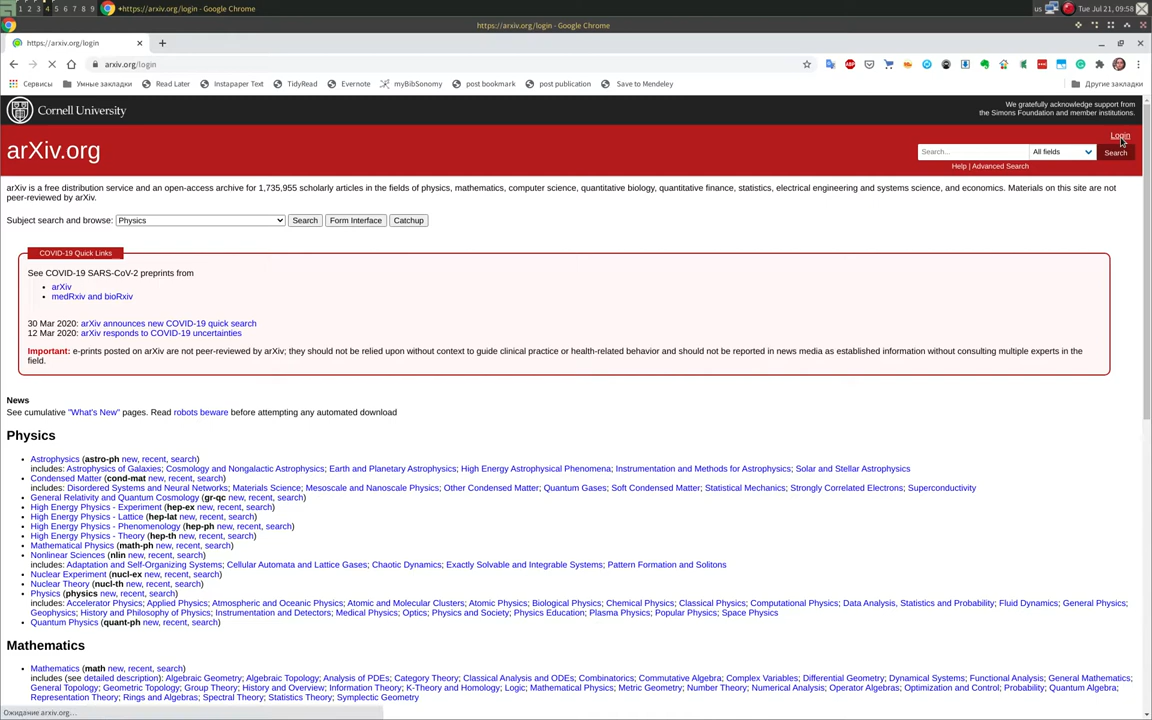 1 2 3 4 5 6 7 8 9 +https://arxiv.org/login - Google Chrome us Tue Jul 21, 09:58
https://arxiv.org/login - Google Chrome
https://arxiv.org/login
arxiv.org/login
Сервисы Умные закладки Read Later Instapaper Text TidyRead Evernote myBibSonomy post bookmark post publication Save to Mendeley Другие закладки
Cornell University
We gratefully acknowledge support from
the Simons Foundation and member institutions.
Login
arXiv.org
Search... All fields Search
Help | Advanced Search
arXiv is a free distribution service and an open-access archive for 1,735,955 scholarly articles in the fields of physics, mathematics, computer science, quantitative biology, quantitative finance, statistics, electrical engineering and systems science, and economics. Materials on this site are not
peer-reviewed by arXiv.
Subject search and browse: Physics Search Form Interface Catchup
COVID-19 Quick Links
See COVID-19 SARS-CoV-2 preprints from
• arXiv
• medRxiv and bioRxiv
30 Mar 2020: arXiv announces new COVID-19 quick search
12 Mar 2020: arXiv responds to COVID-19 uncertainties
Important: e-prints posted on arXiv are not peer-reviewed by arXiv; they should not be relied upon without context to guide clinical practice or health-related behavior and should not be reported in news media as established information without consulting multiple experts in the
field.
News
See cumulative "What's New" pages. Read robots beware before attempting any automated download
Physics
• Astrophysics (astro-ph new, recent, search)
includes: Astrophysics of Galaxies; Cosmology and Nongalactic Astrophysics; Earth and Planetary Astrophysics; High Energy Astrophysical Phenomena; Instrumentation and Methods for Astrophysics; Solar and Stellar Astrophysics
• Condensed Matter (cond-mat new, recent, search)
includes: Disordered Systems and Neural Networks; Materials Science; Mesoscale and Nanoscale Physics; Other Condensed Matter; Quantum Gases; Soft Condensed Matter; Statistical Mechanics; Strongly Correlated Electrons; Superconductivity
• General Relativity and Quantum Cosmology (gr-qc new, recent, search)
• High Energy Physics - Experiment (hep-ex new, recent, search)
• High Energy Physics - Lattice (hep-lat new, recent, search)
• High Energy Physics - Phenomenology (hep-ph new, recent, search)
• High Energy Physics - Theory (hep-th new, recent, search)
• Mathematical Physics (math-ph new, recent, search)
• Nonlinear Sciences (nlin new, recent, search)
includes: Adaptation and Self-Organizing Systems; Cellular Automata and Lattice Gases; Chaotic Dynamics; Exactly Solvable and Integrable Systems; Pattern Formation and Solitons
• Nuclear Experiment (nucl-ex new, recent, search)
• Nuclear Theory (nucl-th new, recent, search)
• Physics (physics new, recent, search)
includes: Accelerator Physics; Applied Physics; Atmospheric and Oceanic Physics; Atomic and Molecular Clusters; Atomic Physics; Biological Physics; Chemical Physics; Classical Physics; Computational Physics; Data Analysis, Statistics and Probability; Fluid Dynamics; General Physics;
Geophysics; History and Philosophy of Physics; Instrumentation and Detectors; Medical Physics; Optics; Physics and Society; Physics Education; Plasma Physics; Popular Physics; Space Physics
• Quantum Physics (quant-ph new, recent, search)
Mathematics
• Mathematics (math new, recent, search)
includes (see detailed description): Algebraic Geometry; Algebraic Topology; Analysis of PDEs; Category Theory; Classical Analysis and ODEs; Combinatorics; Commutative Algebra; Complex Variables; Differential Geometry; Dynamical Systems; Functional Analysis; General Mathematics;
General Topology; Geometric Topology; Group Theory; History and Overview; Information Theory; K-Theory and Homology; Logic; Mathematical Physics; Metric Geometry; Number Theory; Numerical Analysis; Operator Algebras; Optimization and Control; Probability; Quantum Algebra;
Representation Theory; Rings and Algebras; Spectral Theory; Statistics Theory; Symplectic Geometry
Ожидание arxiv.org...